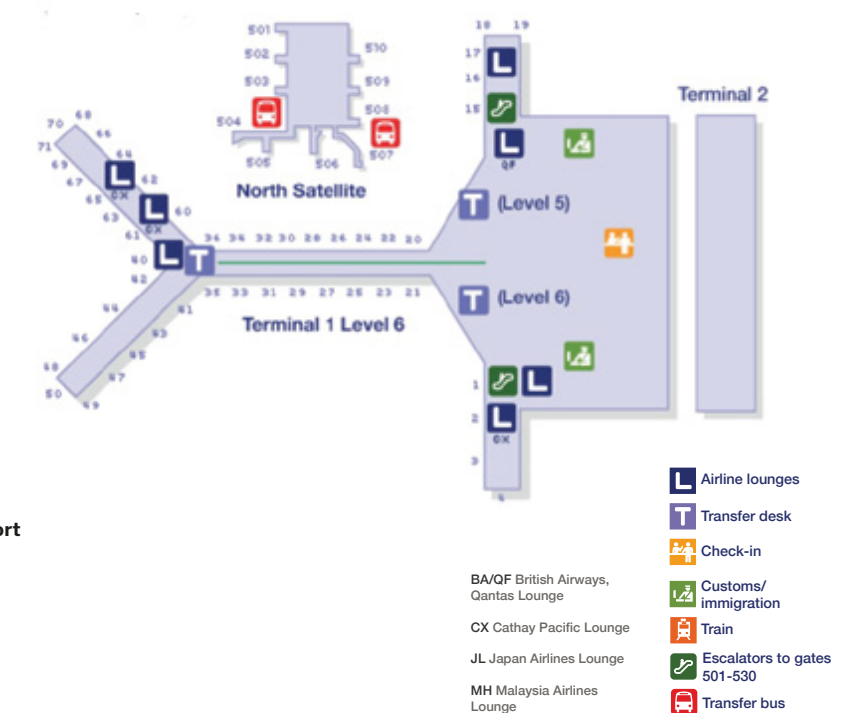 18 19
17
16
15
501
502
503
504
505
506
507
508
509
510
North Satellite
Terminal 2
70 68
71 66
69 64
67 62
65 60
63
61
CX
CX
QF
(Level 5)
(Level 6)
40
42
44
46
48
50
49
47
45
43
41
36 34 32 30 28 26 24 22 20
35 33 31 29 27 25 23 21
Terminal 1 Level 6
1
2
CX
3
4
L
T
ort
Airline lounges
Transfer desk
Check-in
Customs/
immigration
Train
Escalators to gates
501-530
Transfer bus
BA/QF British Airways,
Qantas Lounge
CX Cathay Pacific Lounge
JL Japan Airlines Lounge
MH Malaysia Airlines
Lounge